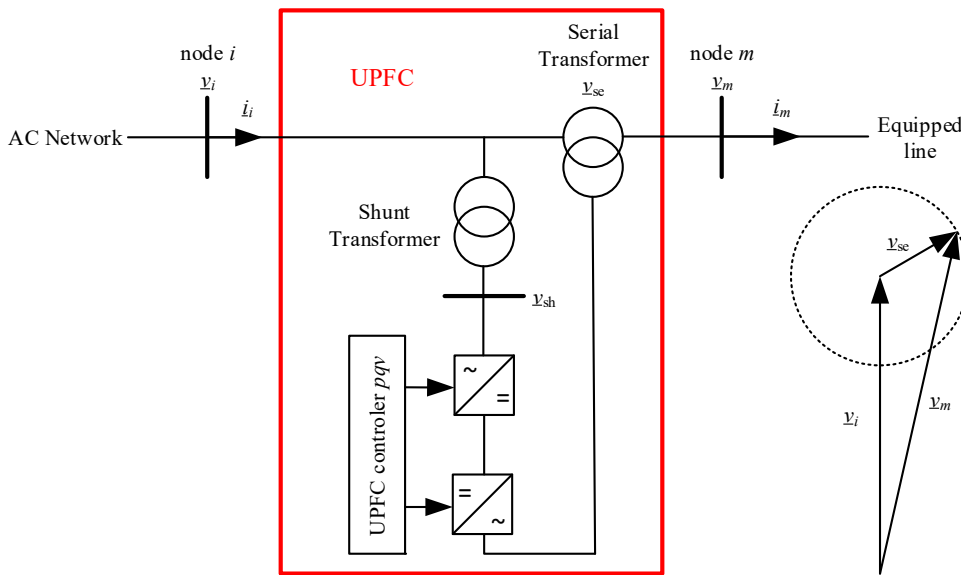 Serial
Transformer
v_se
node i
v_i
i_i
UPFC
node m
v_m
i_m
AC Network
Equipped
line
Shunt
Transformer
v_sh
UPFC controler pqv
~
=
=
~
v_se
v_i
v_m